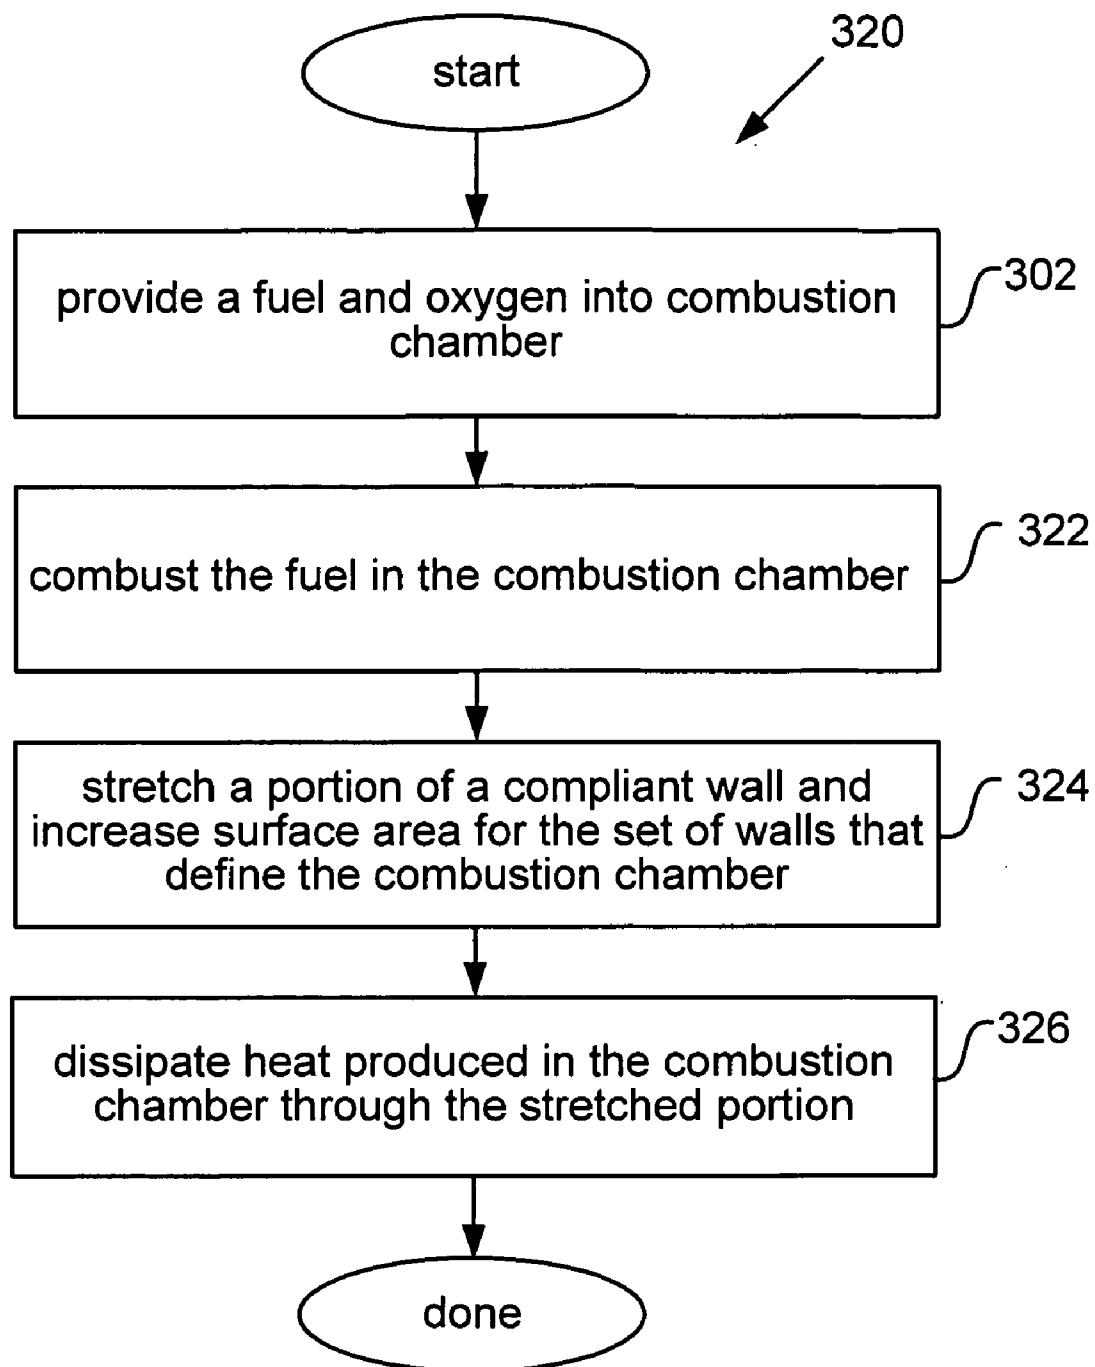 start
320
provide a fuel and oxygen into combustion
chamber
302
combust the fuel in the combustion chamber
322
stretch a portion of a compliant wall and
increase surface area for the set of walls that
define the combustion chamber
324
dissipate heat produced in the combustion
chamber through the stretched portion
326
done